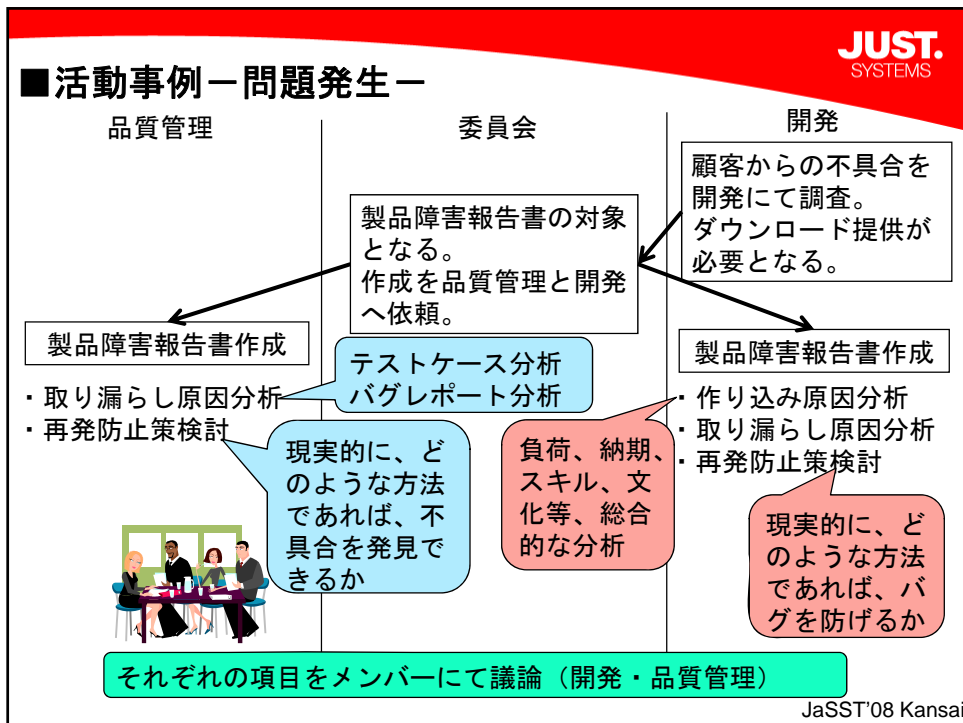 JUST.
SYSTEMS
■活動事例－問題発生－
品質管理
委員会
開発
顧客からの不具合を
開発にて調査。
ダウンロード提供が
必要となる。
製品障害報告書の対象
となる。
作成を品質管理と開発
へ依頼。
製品障害報告書作成
・取り漏らし原因分析
・再発防止策検討
テストケース分析
バグレポート分析
現実的に、ど
のような方法
であれば、不
具合を発見で
きるか
製品障害報告書作成
・作り込み原因分析
・取り漏らし原因分析
・再発防止策検討
負荷、納期、
スキル、文
化等、総合
的な分析
現実的に、ど
のような方法
であれば、バ
グを防げるか
それぞれの項目をメンバーにて議論（開発・品質管理）
JaSST'08 Kansai